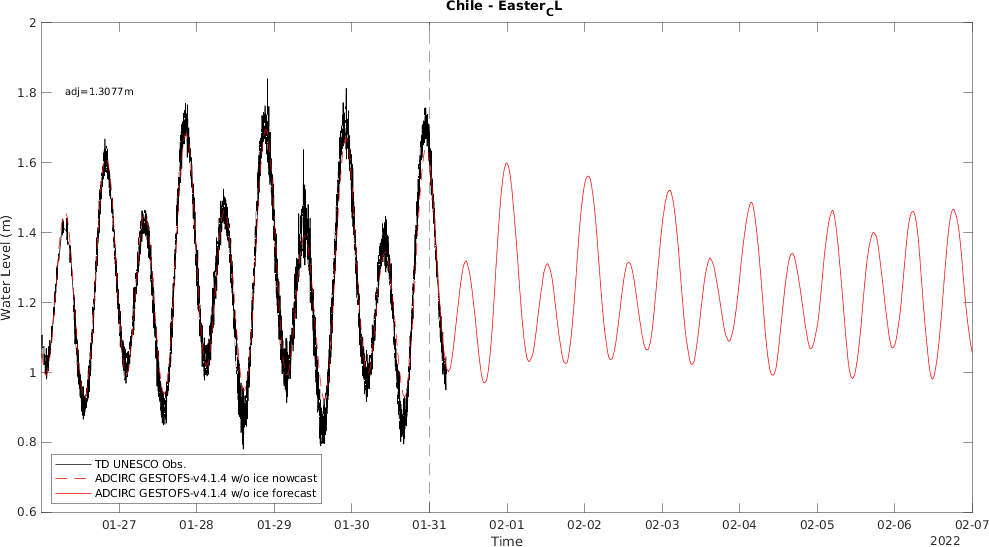 Chile - Easter_CL
2
1.8
1.6
1.4
1.2
1
0.8
0.6
Water Level (m)
adj=1.3077m
TD UNESCO Obs.
ADCIRC GESTOFS-v4.1.4 w/o ice nowcast
ADCIRC GESTOFS-v4.1.4 w/o ice forecast
01-27 01-28 01-29 01-30 01-31 02-01 02-02 02-03 02-04 02-05 02-06 02-07
Time
2022